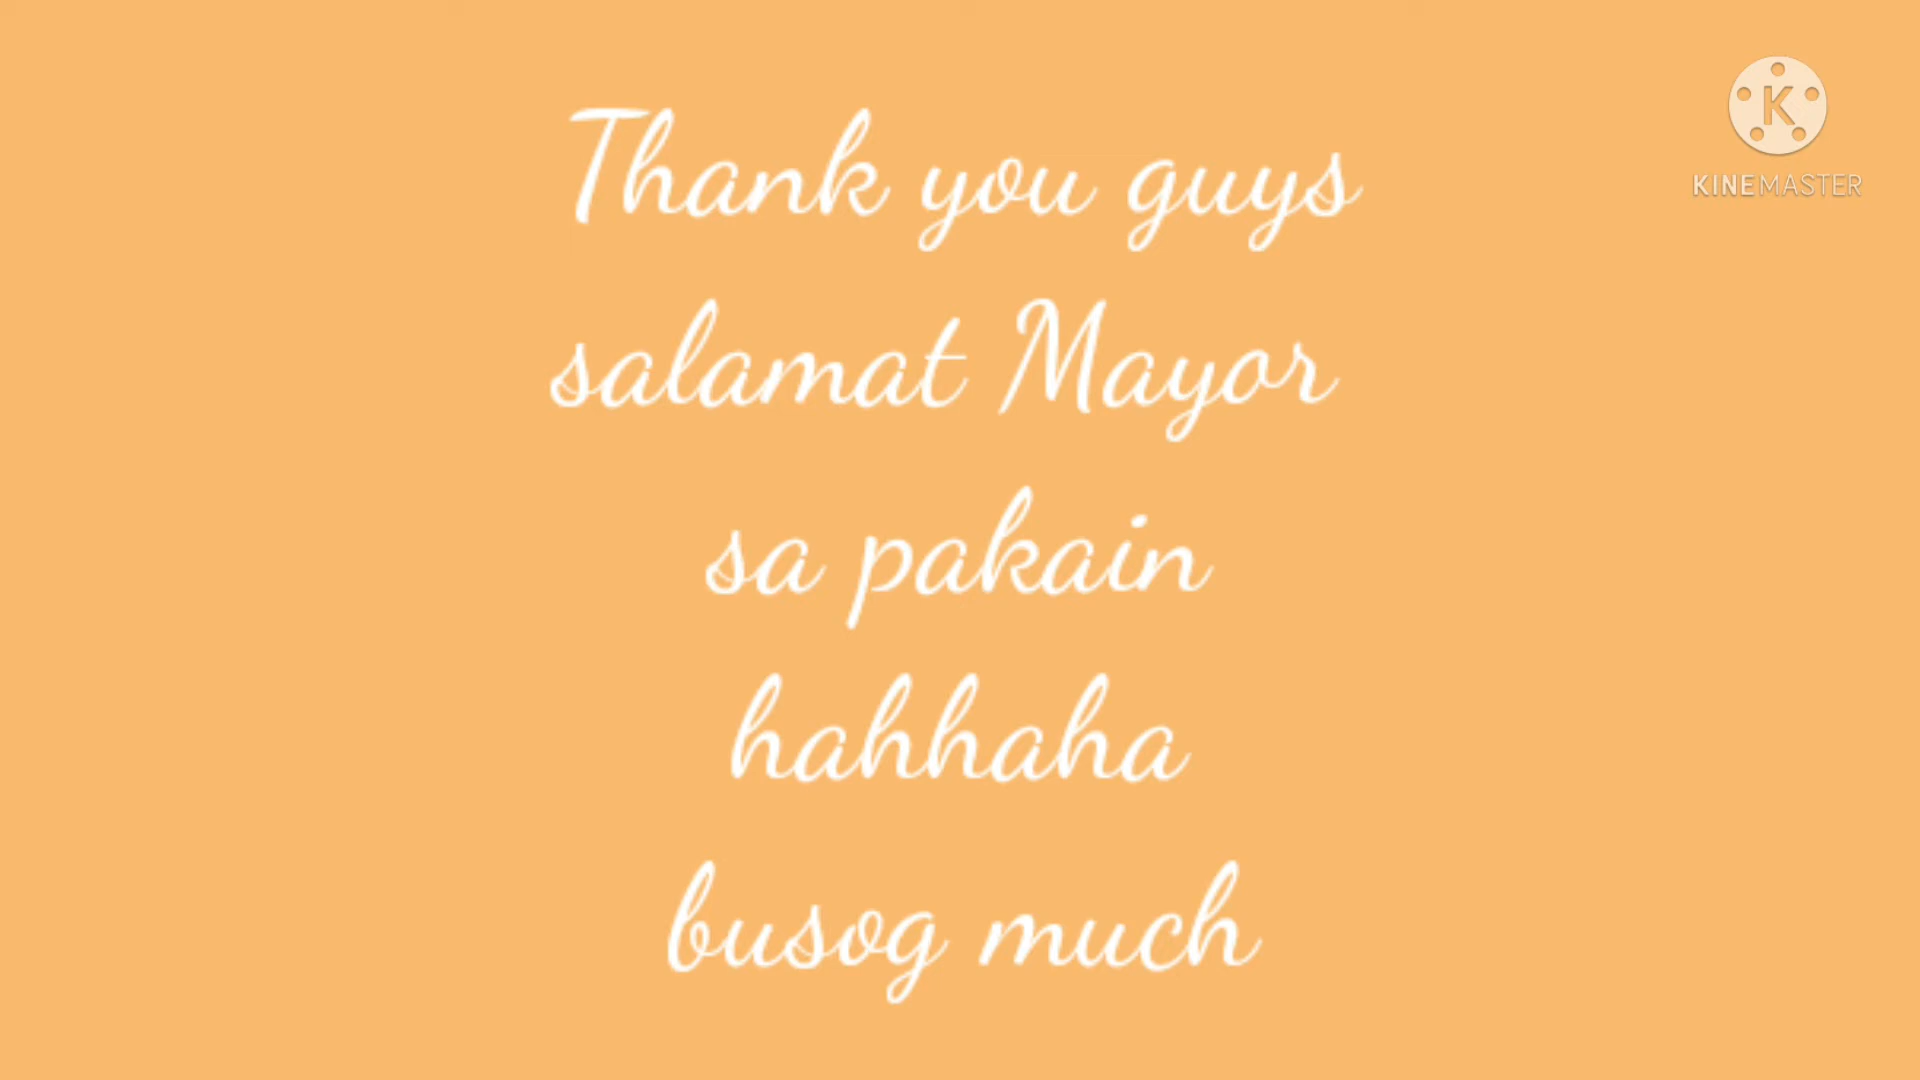 Thank you guys
salamat Mayor
sa pakain
hahhaha
busog much
K
KINEMASTER